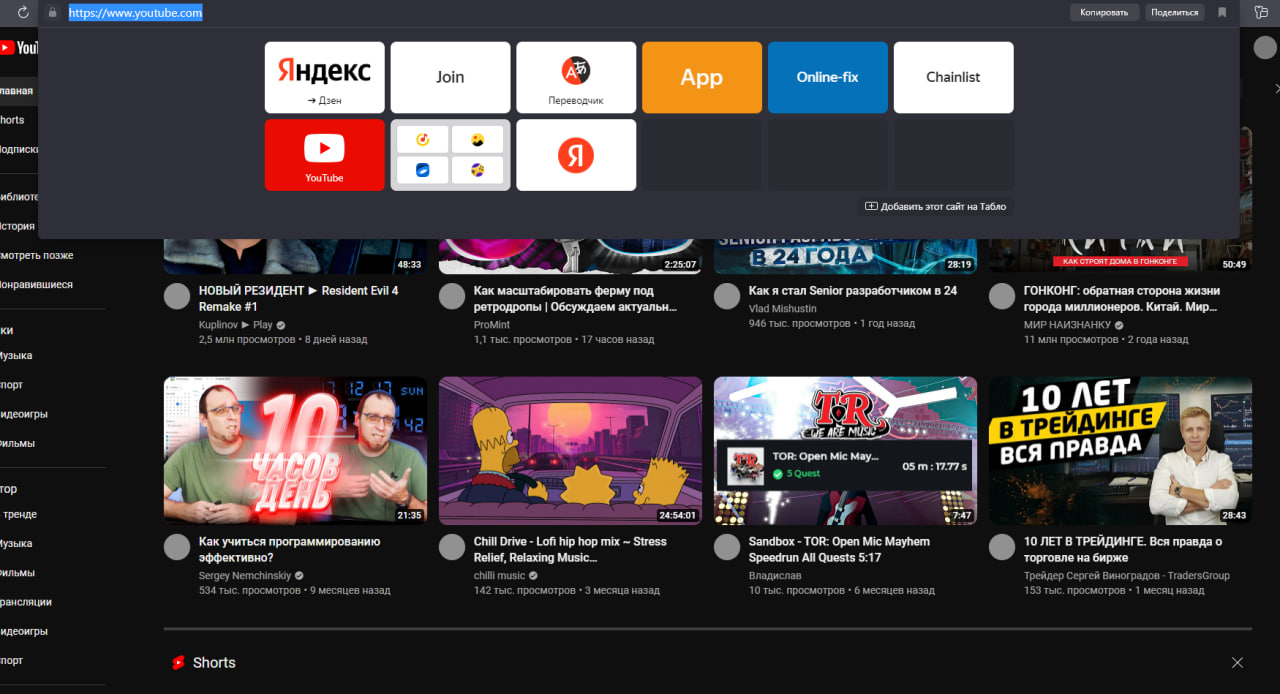 https://www.youtube.com
Копировать
Поделиться
Яндекс
→ Дзен
Join
Переводчик
App
Online-fix
Chainlist
YouTube
Я
Добавить этот сайт на Табло
лавная
horts
одписки
иблиоте
стория
мотреть позже
онравившиеся
ки
узыка
порт
идеоигры
ильмы
тор
тренде
узыка
ильмы
рансляции
идеоигры
порт
48:33
НОВЫЙ РЕЗИДЕНТ ► Resident Evil 4
Remake #1
Kuplinov ► Play
2,5 млн просмотров • 8 дней назад
2:25:07
Как масштабировать ферму под
ретродропы | Обсуждаем актуальн...
ProMint
1,1 тыс. просмотров • 17 часов назад
В 24 ГОДА
28:19
Как я стал Senior разработчиком в 24
Vlad Mishustin
946 тыс. просмотров • 1 год назад
КАК СТРОЯТ ДОМА В ГОНКОНГЕ
50:49
ГОНКОНГ: обратная сторона жизни
города миллионеров. Китай. Мир...
МИР НАИЗНАНКУ
11 млн просмотров • 2 года назад
12 17 SUN
42
10
ЧАСОВ
ДЕНЬ
21:35
Как учиться программированию
эффективно?
Sergey Nemchinskiy
534 тыс. просмотров • 9 месяцев назад
24:54:01
Chill Drive - Lofi hip hop mix ~ Stress
Relief, Relaxing Music...
chilli music
142 тыс. просмотров • 3 месяца назад
TOR
WE ARE MUSIC
TOR: Open Mic May...
5 Quest
05 m : 17.77 s
7:47
Sandbox - TOR: Open Mic Mayhem
Speedrun All Quests 5:17
Владислав
10 тыс. просмотров • 6 месяцев назад
10 ЛЕТ
В ТРЕЙДИНГЕ
ВСЯ ПРАВДА
28:43
10 ЛЕТ В ТРЕЙДИНГЕ. Вся правда о
торговле на бирже
Трейдер Сергей Виноградов - TradersGroup
153 тыс. просмотров • 1 месяц назад
Shorts